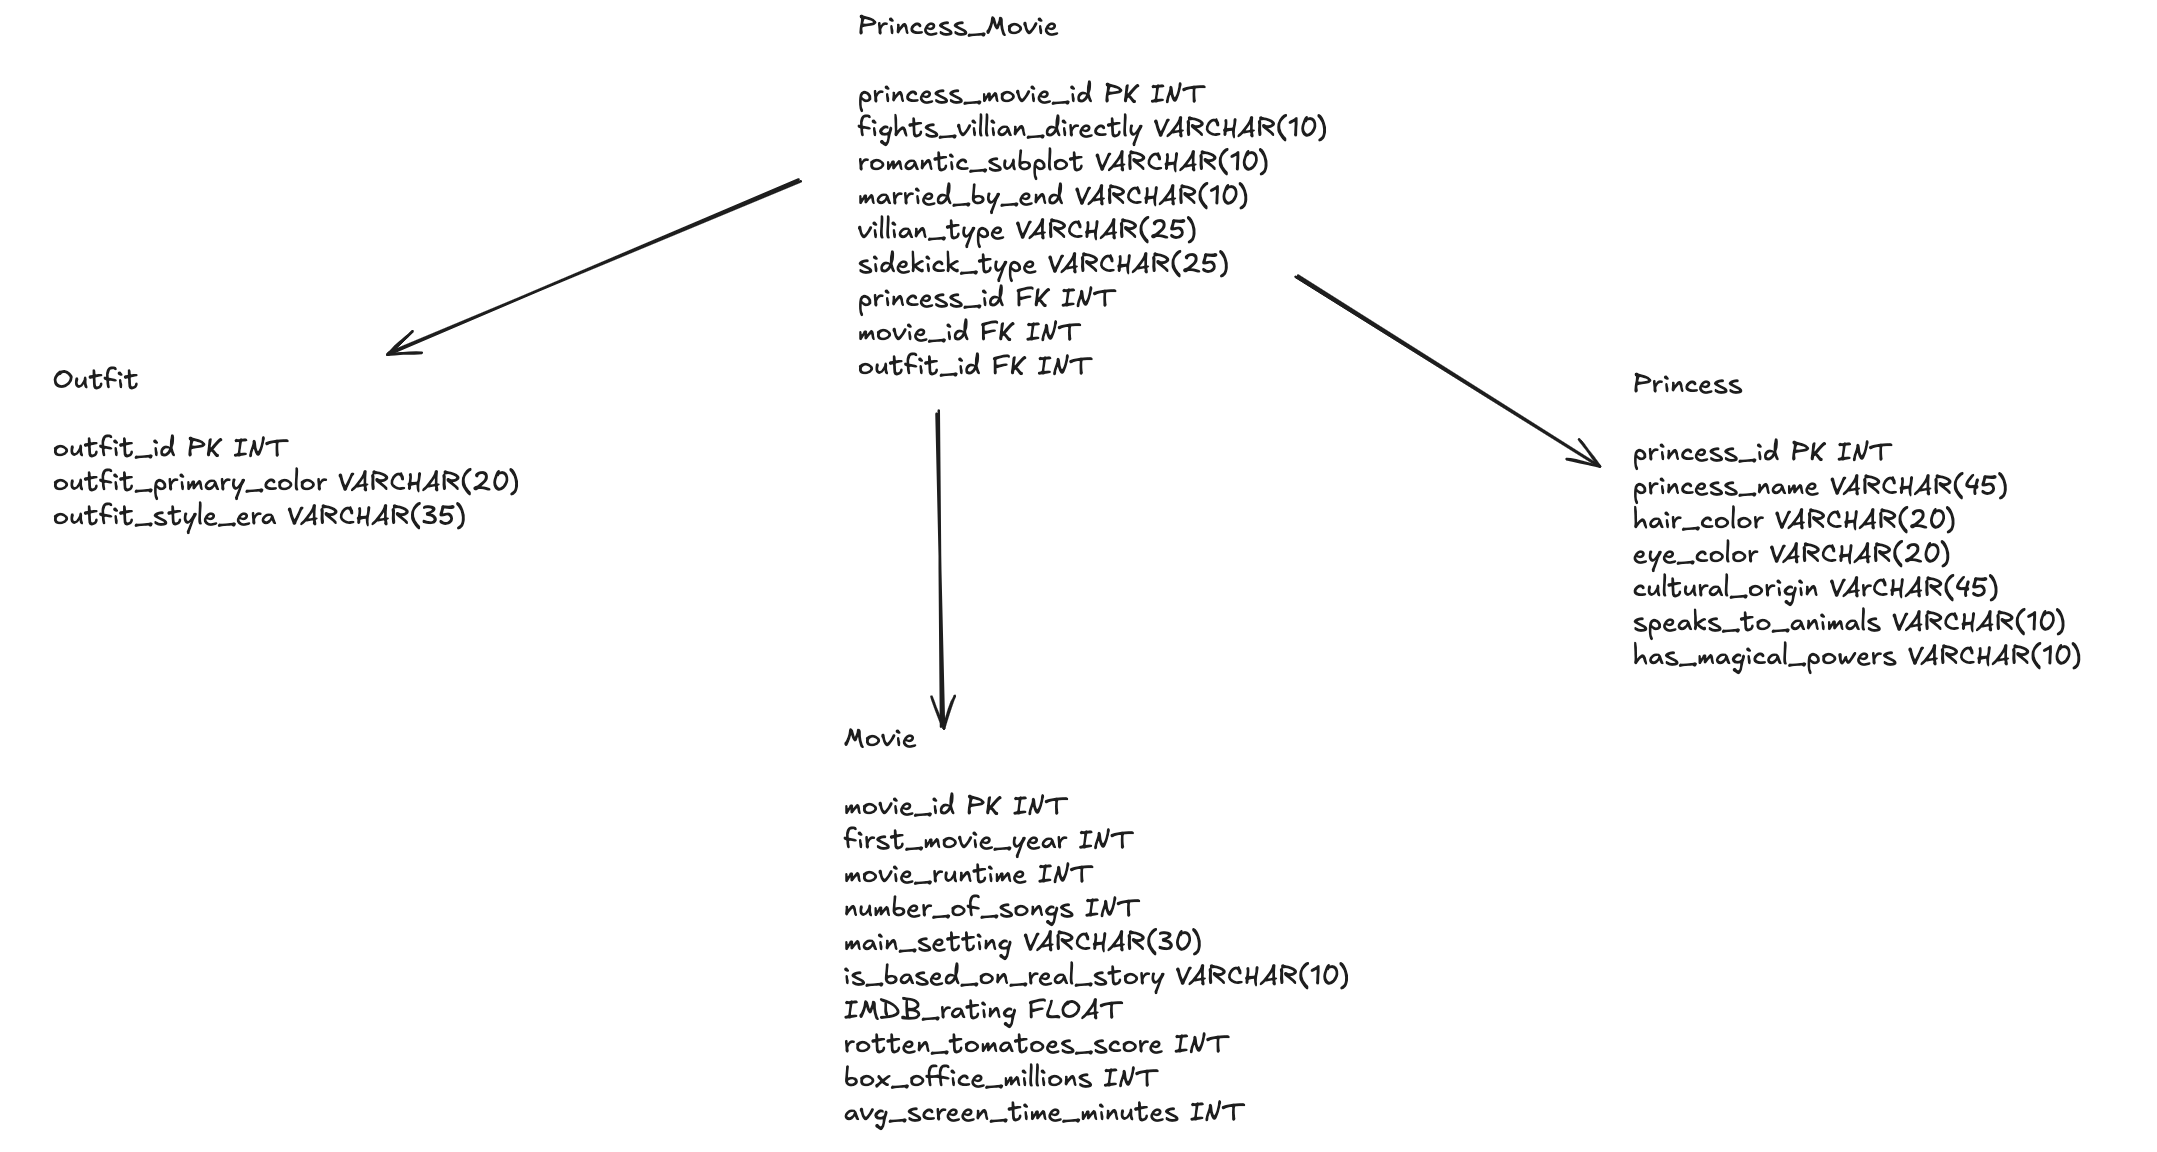 Princess_Movie
princess_movie_id PK INT
fights_villian_directly VARCHAR(10)
romantic_subplot VARCHAR(10)
married_by_end VARCHAR(10)
villian_type VARCHAR(25)
sidekick_type VARCHAR(25)
princess_id FK INT
movie_id FK INT
outfit_id FK INT
Outfit
outfit_id PK INT
outfit_primary_color VARCHAR(20)
outfit_style_era VARCHAR(35)
Princess
princess_id PK INT
princess_name VARCHAR(45)
hair_color VARCHAR(20)
eye_color VARCHAR(20)
cultural_origin VArCHAR(45)
speaks_to_animals VARCHAR(10)
has_magical_powers VARCHAR(10)
Movie
movie_id PK INT
first_movie_year INT
movie_runtime INT
number_of_songs INT
main_setting VARCHAR(30)
is_based_on_real_story VARCHAR(10)
IMDB_rating FLOAT
rotten_tomatoes_score INT
box_office_millions INT
avg_screen_time_minutes INT